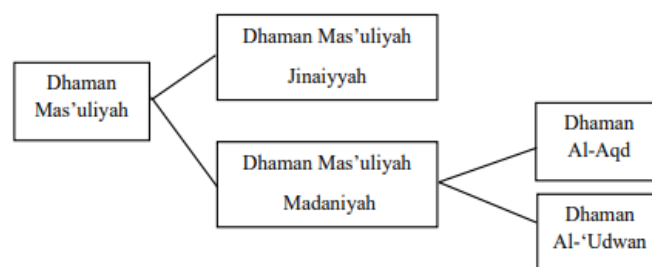 Dhaman
Mas’uliyah
Dhaman Mas’uliyah
Jinaiyyah
Dhaman Mas’uliyah
Madaniyah
Dhaman
Al-Aqd
Dhaman
Al-‘Udwan